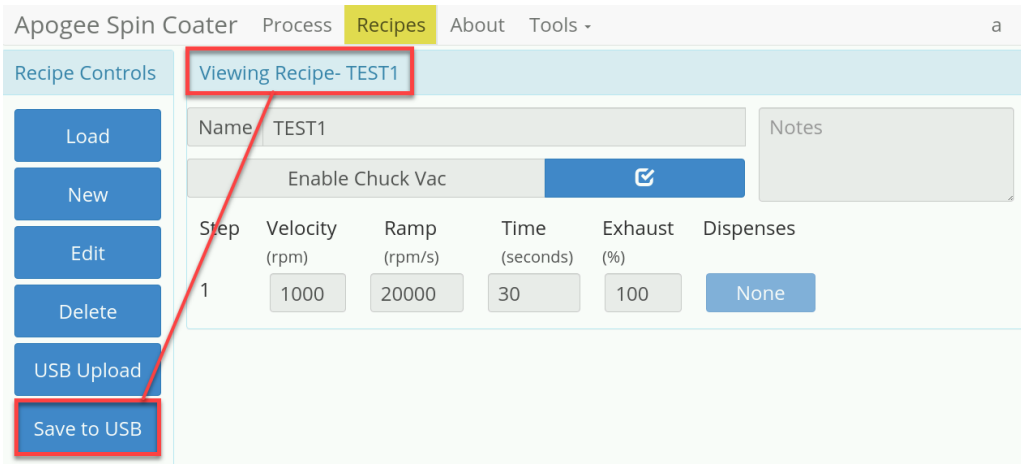 Apogee Spin Coater Process Recipes About Tools a
Recipe Controls
Load
New
Edit
Delete
USB Upload
Save to USB
Viewing Recipe- TEST1
Name TEST1
Notes
Enable Chuck Vac
Step Velocity Ramp Time Exhaust Dispenses
(rpm) (rpm/s) (seconds) (%)
1 1000 20000 30 100 None